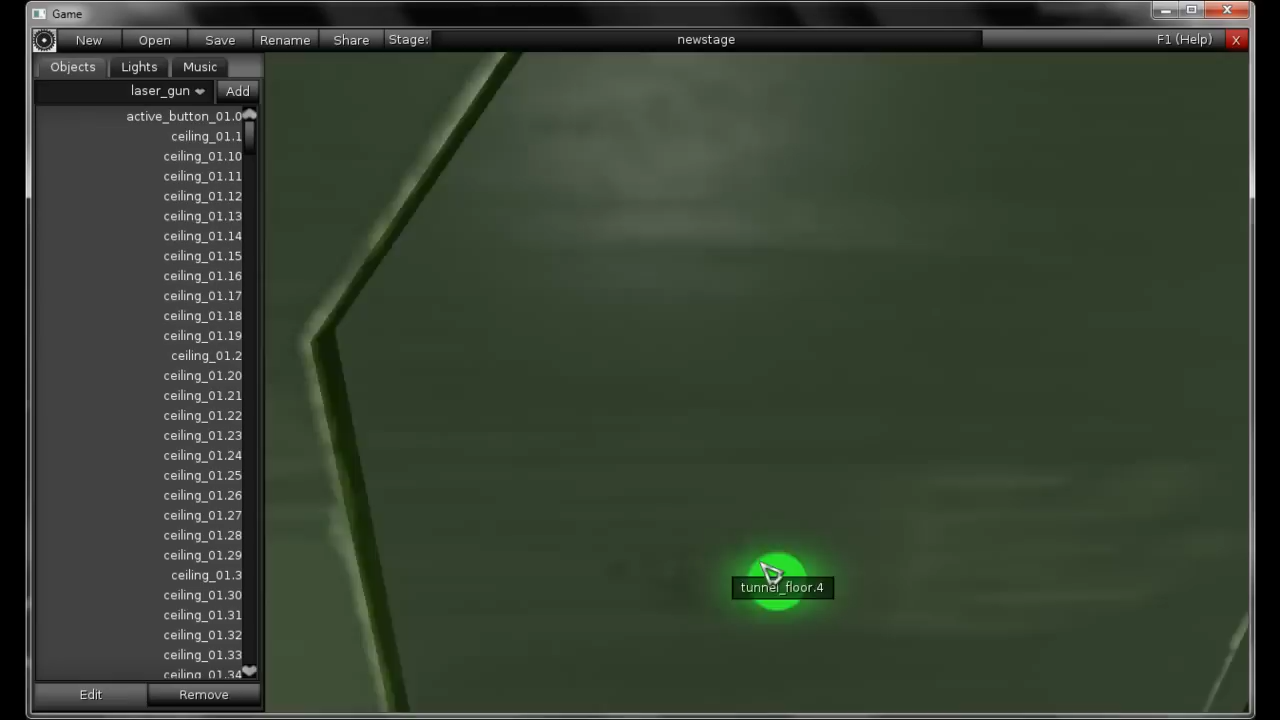 Game
New Open Save Rename Share Stage: newstage F1 (Help) X
Objects Lights Music
laser_gun Add
active_button_01.0
ceiling_01.1
ceiling_01.10
ceiling_01.11
ceiling_01.12
ceiling_01.13
ceiling_01.14
ceiling_01.15
ceiling_01.16
ceiling_01.17
ceiling_01.18
ceiling_01.19
ceiling_01.2
ceiling_01.20
ceiling_01.21
ceiling_01.22
ceiling_01.23
ceiling_01.24
ceiling_01.25
ceiling_01.26
ceiling_01.27
ceiling_01.28
ceiling_01.29
ceiling_01.3
ceiling_01.30
ceiling_01.31
ceiling_01.32
ceiling_01.33
ceiling_01.34
tunnel_floor.4
Edit Remove